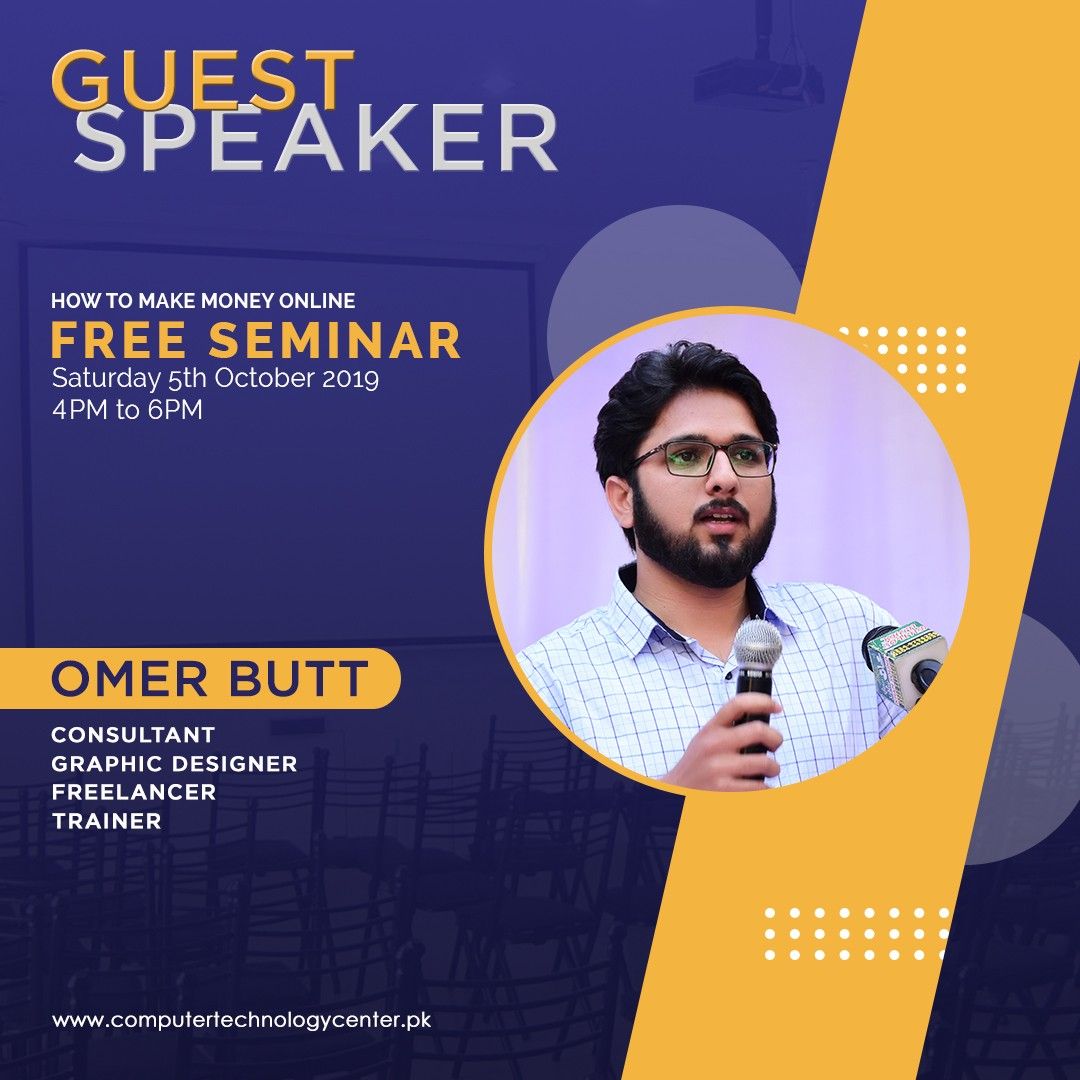 GUEST
SPEAKER
HOW TO MAKE MONEY ONLINE
FREE SEMINAR
Saturday 5th October 2019
4PM to 6PM
OMER BUTT
CONSULTANT
GRAPHIC DESIGNER
FREELANCER
TRAINER
www.computertechnologycenter.pk